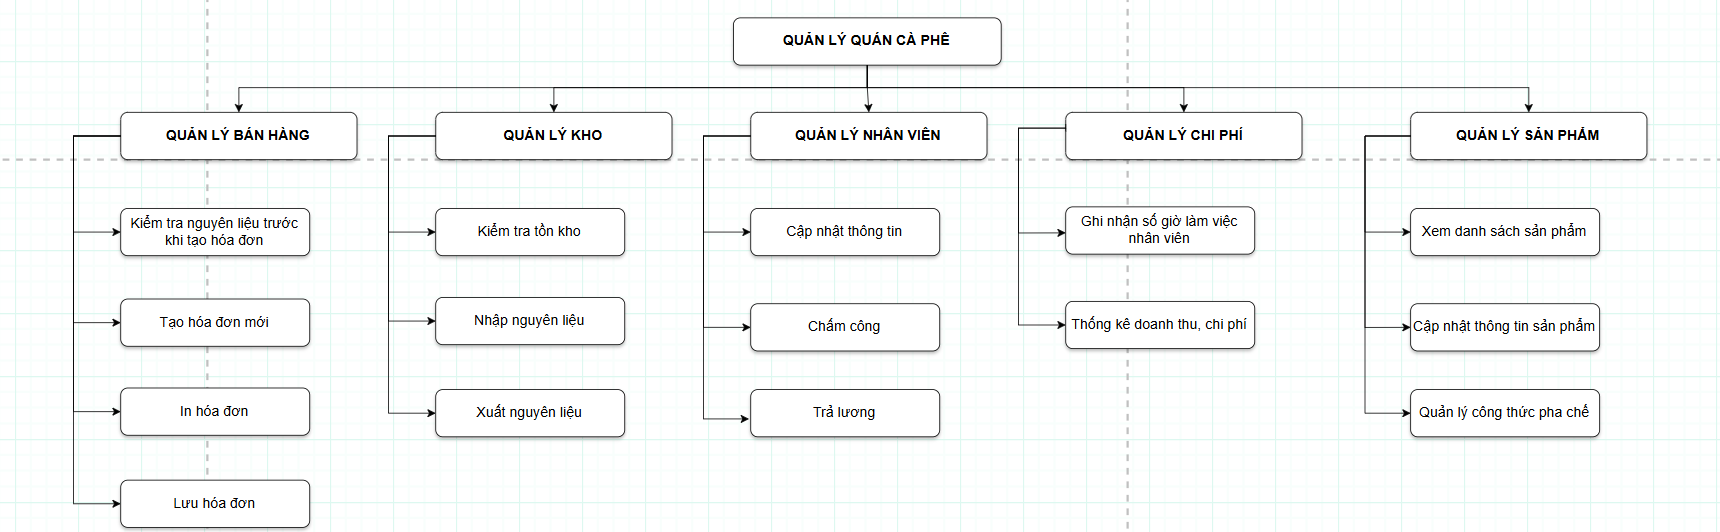 QUẢN LÝ QUÁN CÀ PHÊ
QUẢN LÝ BÁN HÀNG
QUẢN LÝ KHO
QUẢN LÝ NHÂN VIÊN
QUẢN LÝ CHI PHÍ
QUẢN LÝ SẢN PHẨM
Kiểm tra nguyên liệu trước
khi tạo hóa đơn
Kiểm tra tồn kho
Cập nhật thông tin
Ghi nhận số giờ làm việc
nhân viên
Xem danh sách sản phẩm
Tạo hóa đơn mới
Nhập nguyên liệu
Chấm công
Thống kê doanh thu, chi phí
Cập nhật thông tin sản phẩm
In hóa đơn
Xuất nguyên liệu
Trả lương
Quản lý công thức pha chế
Lưu hóa đơn